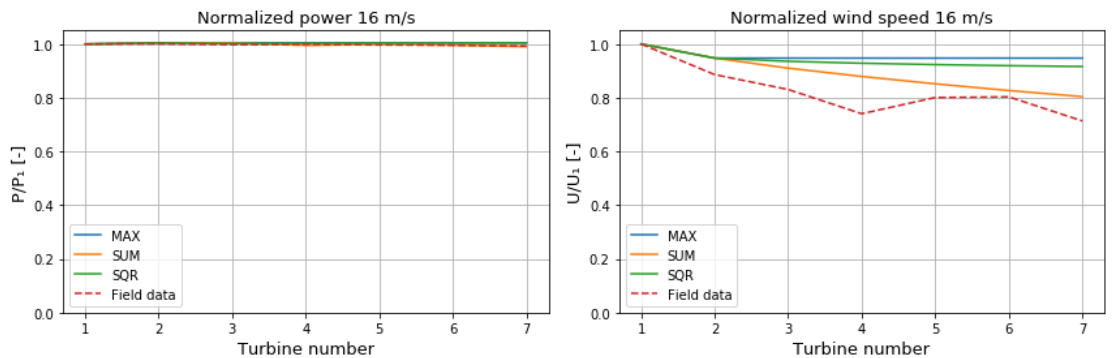 Normalized power 16 m/s
P/P₁ [-]
1.0
0.8
0.6
0.4
0.2
0.0
MAX
SUM
SQR
Field data
1 2 3 4 5 6 7
Turbine number
Normalized wind speed 16 m/s
U/U₁ [-]
1.0
0.8
0.6
0.4
0.2
0.0
MAX
SUM
SQR
Field data
1 2 3 4 5 6 7
Turbine number